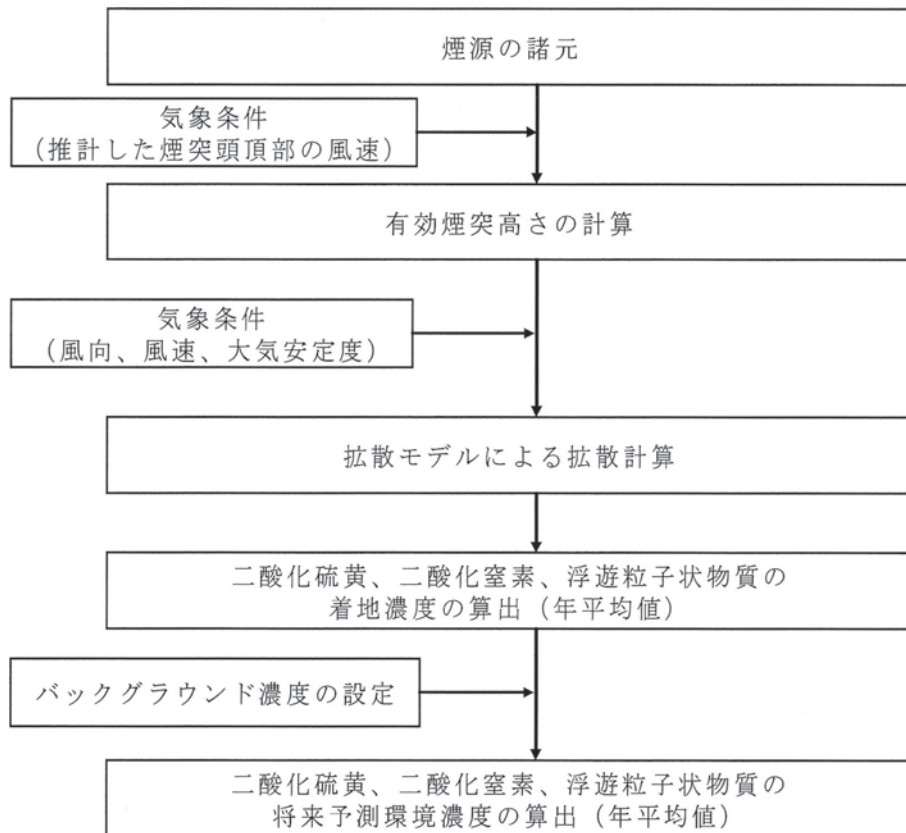 煙源の諸元
気象条件
（推計した煙突頭頂部の風速）
有効煙突高さの計算
気象条件
（風向、風速、大気安定度）
拡散モデルによる拡散計算
二酸化硫黄、二酸化窒素、浮遊粒子状物質の
着地濃度の算出（年平均値）
バックグラウンド濃度の設定
二酸化硫黄、二酸化窒素、浮遊粒子状物質の
将来予測環境濃度の算出（年平均値）